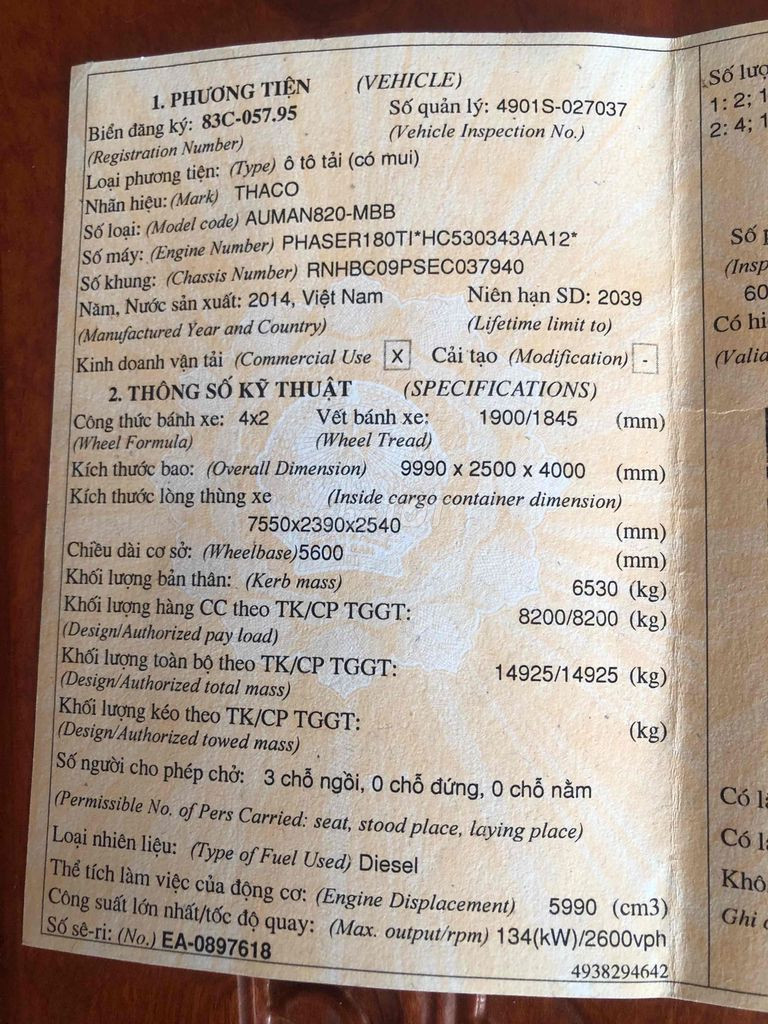 1. PHƯƠNG TIỆN (VEHICLE)
Biển đăng ký: 83C-057.95 Số quản lý: 4901S-027037
(Registration Number) (Vehicle Inspection No.)
Loại phương tiện: (Type) ô tô tải (có mui)
Nhãn hiệu: (Mark) THACO
Số loại: (Model code) AUMAN820-MBB
Số máy: (Engine Number) PHASER180TI*HC530343AA12*
Số khung: (Chassis Number) RNHBC09PSEC037940
Năm, Nước sản xuất: 2014, Việt Nam Niên hạn SD: 2039
(Manufactured Year and Country) (Lifetime limit to)
Kinh doanh vận tải (Commercial Use X Cải tạo (Modification) -
2. THÔNG SỐ KỸ THUẬT (SPECIFICATIONS)
Công thức bánh xe: 4x2 Vết bánh xe: 1900/1845 (mm)
(Wheel Formula) (Wheel Tread)
Kích thước bao: (Overall Dimension) 9990 x 2500 x 4000 (mm)
Kích thước lòng thùng xe (Inside cargo container dimension)
7550x2390x2540 (mm)
Chiều dài cơ sở: (Wheelbase)5600 (mm)
Khối lượng bản thân: (Kerb mass) 6530 (kg)
Khối lượng hàng CC theo TK/CP TGGT: 8200/8200 (kg)
(Design/Authorized pay load)
Khối lượng toàn bộ theo TK/CP TGGT: 14925/14925 (kg)
(Design/Authorized total mass)
Khối lượng kéo theo TK/CP TGGT: (kg)
(Design/Authorized towed mass)
Số người cho phép chở: 3 chỗ ngồi, 0 chỗ đứng, 0 chỗ nằm
(Permissible No. of Pers Carried: seat, stood place, laying place)
Loại nhiên liệu: (Type of Fuel Used) Diesel
Thể tích làm việc của động cơ: (Engine Displacement) 5990 (cm3)
Công suất lớn nhất/tốc độ quay: (Max. output/rpm) 134(kW)/2600vph
Số sê-ri: (No.) EA-0897618
4938294642
Số
1: 2;
2: 4;
Số
60
Có
Có
Có
Ghi